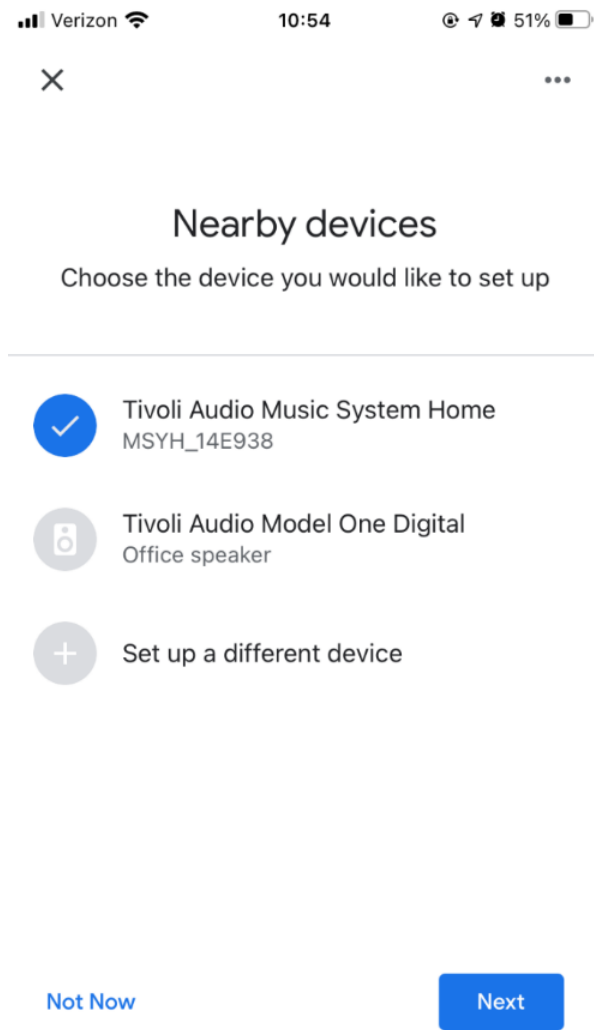 Verizon 10:54 51%
Nearby devices
Choose the device you would like to set up
Tivoli Audio Music System Home
MSYH_14E938
Tivoli Audio Model One Digital
Office speaker
Set up a different device
Not Now Next